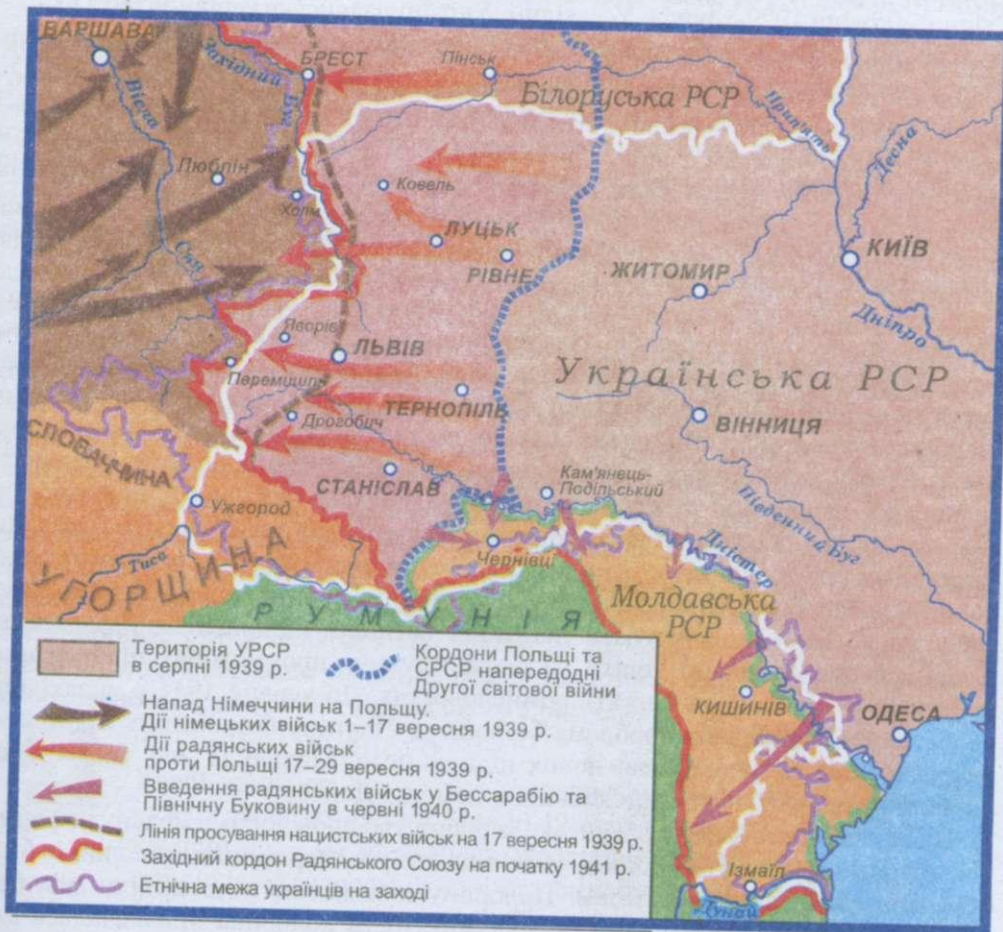 ВАРШАВА
Західний
Буг
БРЕСТ
Пінськ
Білоруська РСР
Прип'ять
Десна
Вісла
Люблін
Холм
Ковель
ЛУЦЬК
РІВНЕ
ЖИТОМИР
КИЇВ
Дніпро
Сян
Яворів
ЛЬВІВ
Українська РСР
Перемишль
ТЕРНОПІЛЬ
Дрогобич
ВІННИЦЯ
СЛОВАЧЧИНА
СТАНІСЛАВ
Кам'янець-
Подільський
Ужгород
Південний Буг
Чернівці
Дністер
Тиса
УГОРЩИНА
РУМУНІЯ
Молдавська
РСР
КИШИНІВ
ОДЕСА
Ізмаїл
Дунай
Територія УРСР
в серпні 1939 р.
Кордони Польщі та
СРСР напередодні
Другої світової війни
Напад Німеччини на Польщу.
Дії німецьких військ 1–17 вересня 1939 р.
Дії радянських військ
проти Польщі 17–29 вересня 1939 р.
Введення радянських військ у Бессарабію та
Північну Буковину в червні 1940 р.
Лінія просування нацистських військ на 17 вересня 1939 р.
Західний кордон Радянського Союзу на початку 1941 р.
Етнічна межа українців на заході